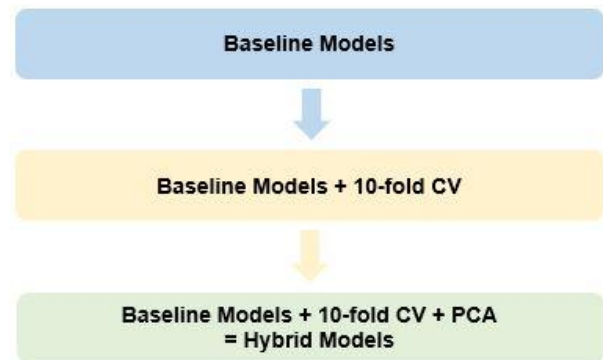 Baseline Models
Baseline Models + 10-fold CV
Baseline Models + 10-fold CV + PCA
= Hybrid Models